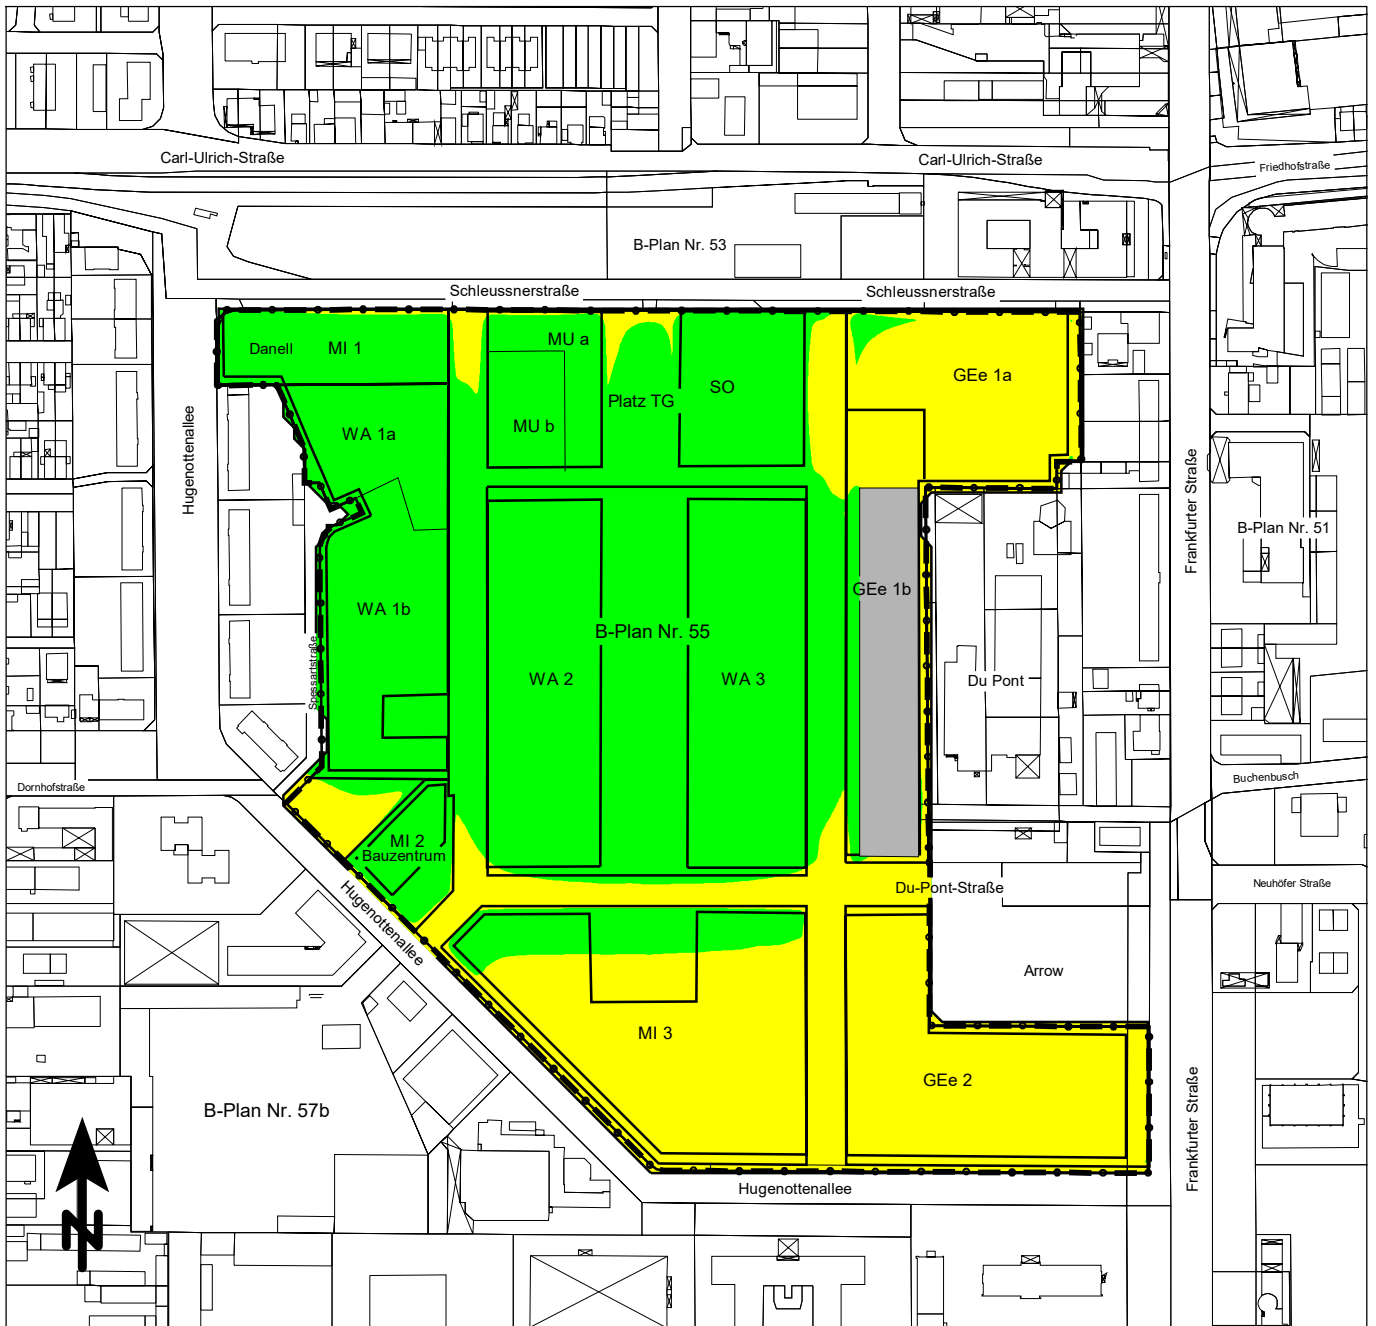 Carl-Ulrich-Straße
Carl-Ulrich-Straße
Friedhofstraße
B-Plan Nr. 53
Schleussnerstraße
Schleussnerstraße
Danell
MI 1
MU a
GEe 1a
SO
Platz TG
MU b
WA 1a
Hugenottenallee
Frankfurter Straße
B-Plan Nr. 51
GEe 1b
WA 1b
B-Plan Nr. 55
Spessartstraße
WA 2
WA 3
Du Pont
Dornhofstraße
Buchenbusch
MI 2
Bauzentrum
Hugenottenallee
Du-Pont-Straße
Neuhöfer Straße
Arrow
MI 3
GEe 2
B-Plan Nr. 57b
Frankfurter Straße
Hugenottenallee
N